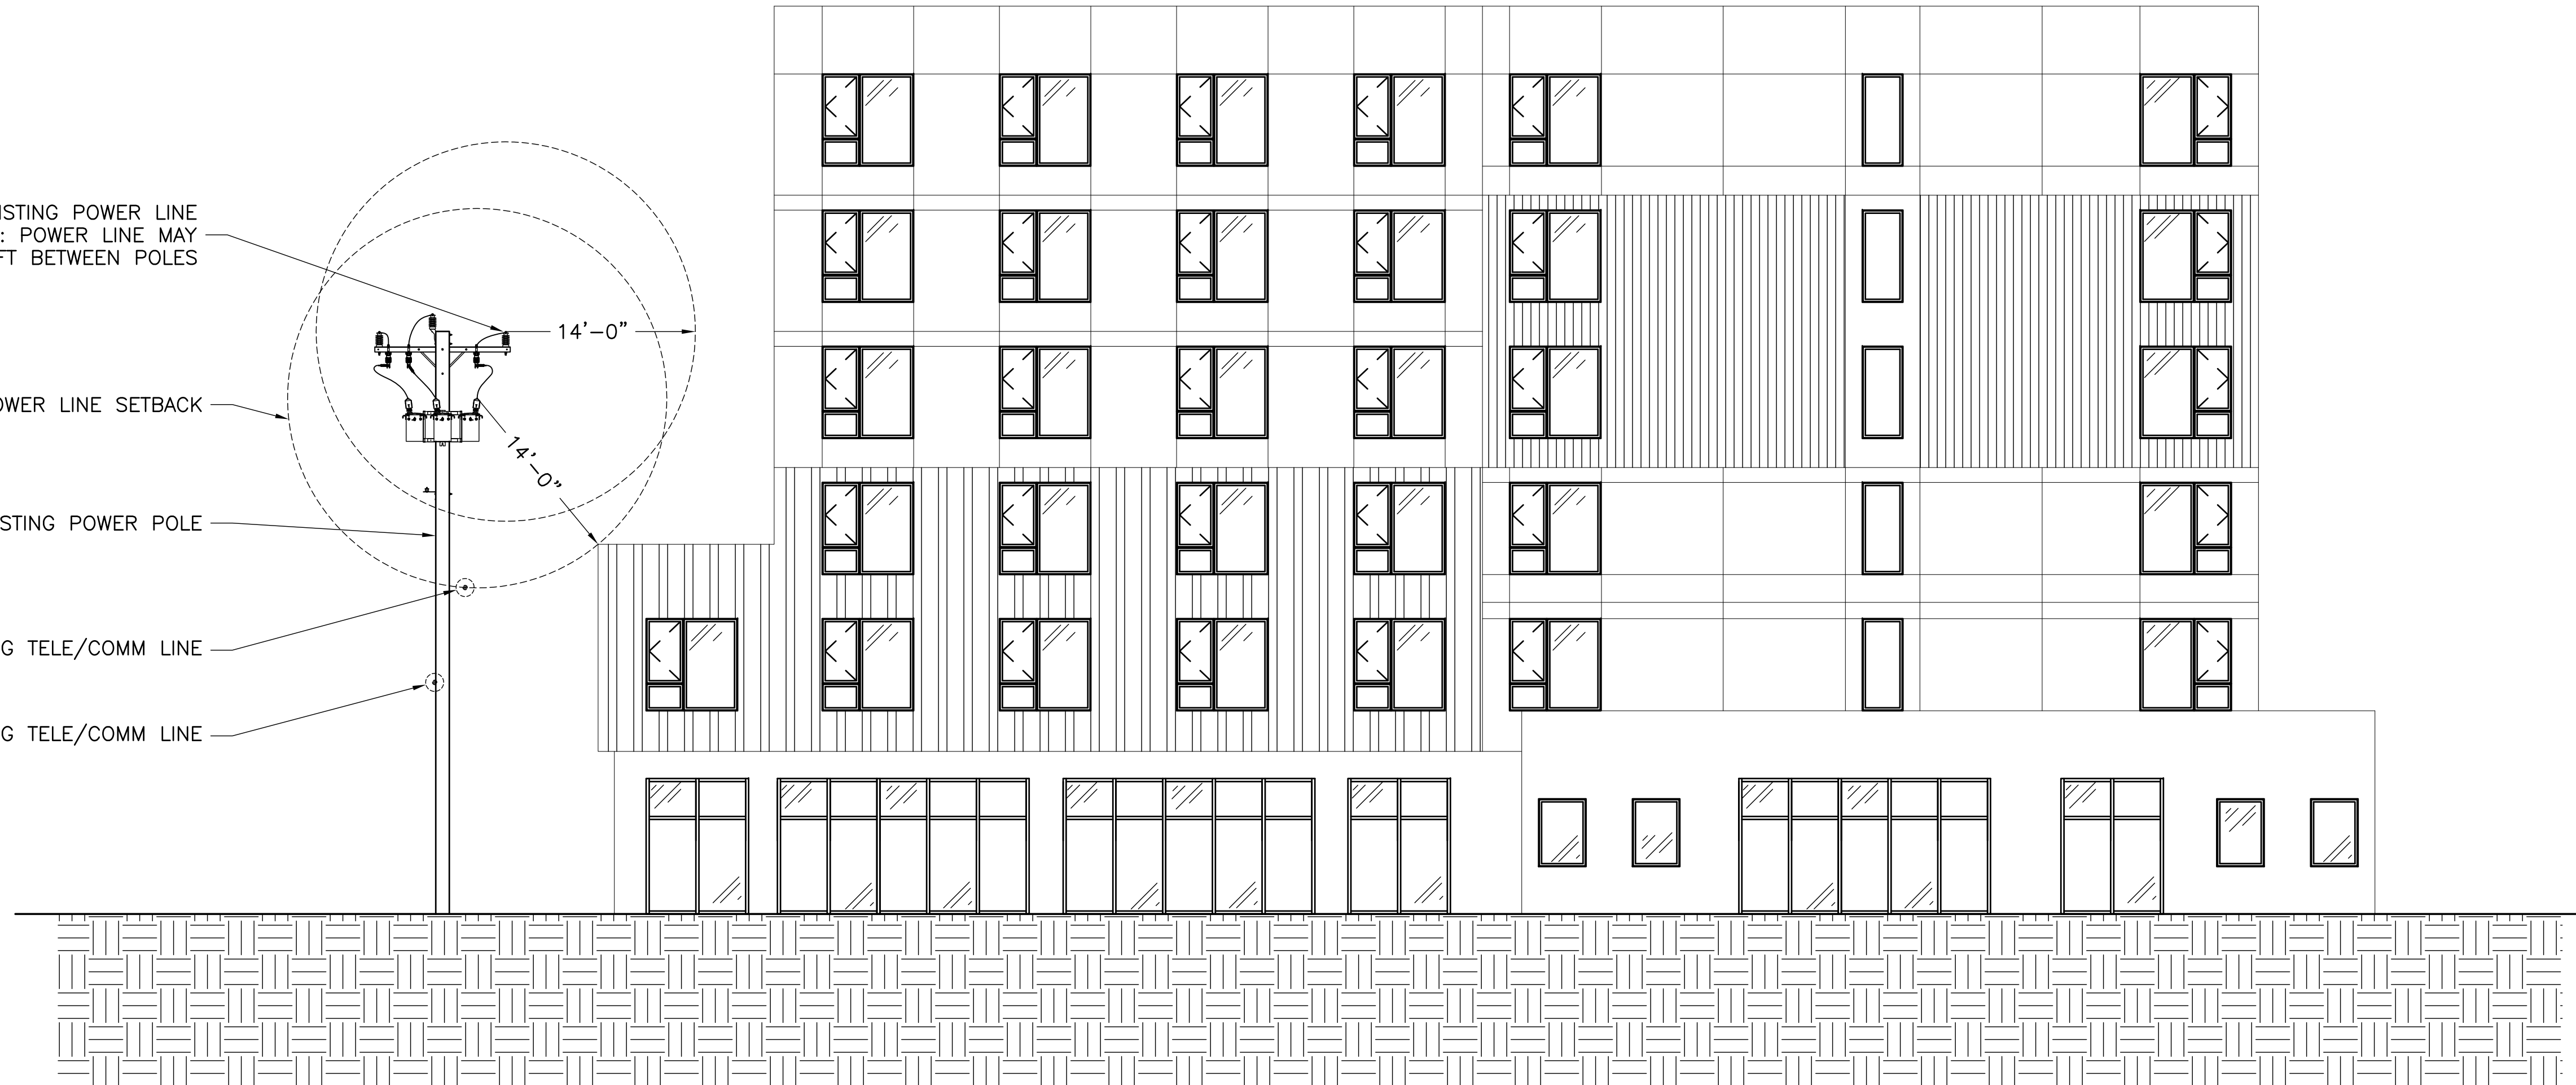 ISTING POWER LINE
: POWER LINE MAY
FT BETWEEN POLES
14'-0"
OWER LINE SETBACK
14'-0"
ISTING POWER POLE
G TELE/COMM LINE
G TELE/COMM LINE